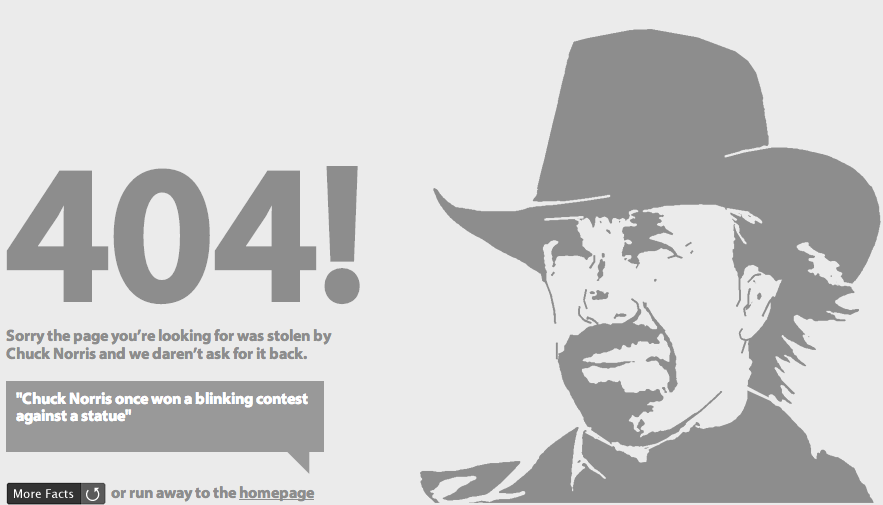 404!
Sorry the page you're looking for was stolen by
Chuck Norris and we daren't ask for it back.
"Chuck Norris once won a blinking contest
against a statue"
More Facts or run away to the homepage